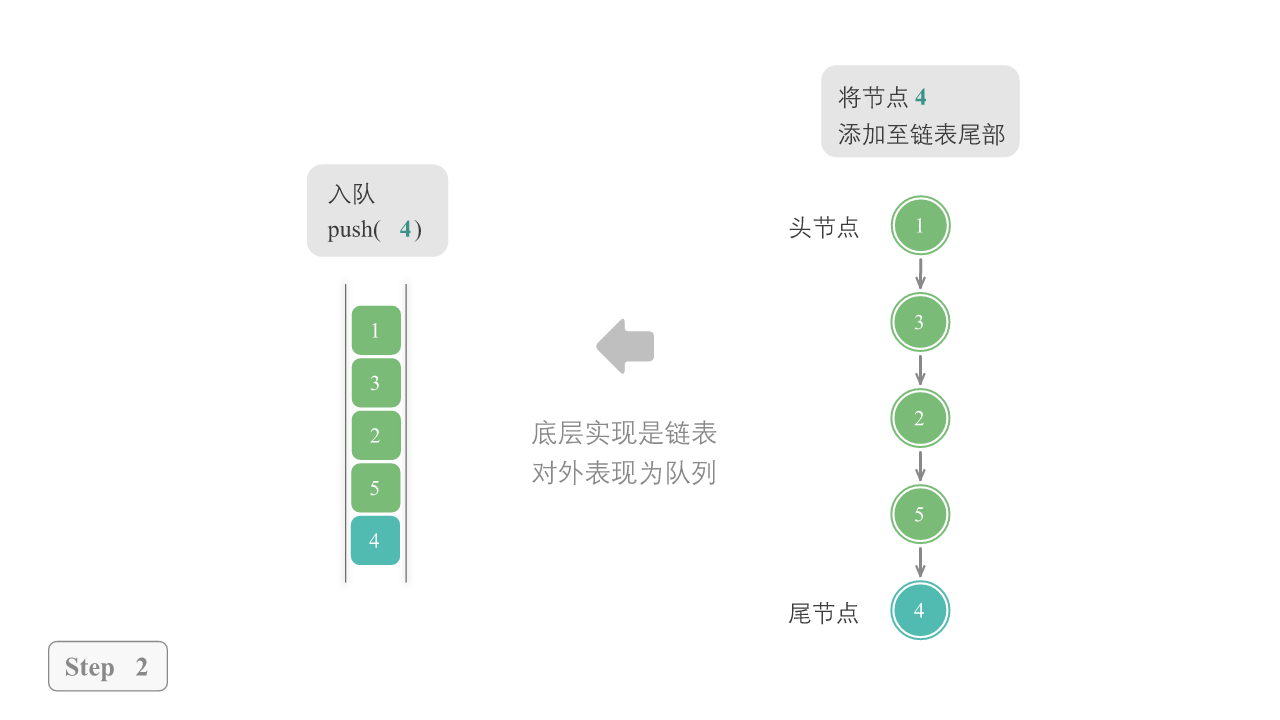 将节点 4
添加至链表尾部
入队
push( 4 )
头节点
1
3
2
5
4
尾节点
1
3
2
5
4
底层实现是链表
对外表现为队列
Step 2